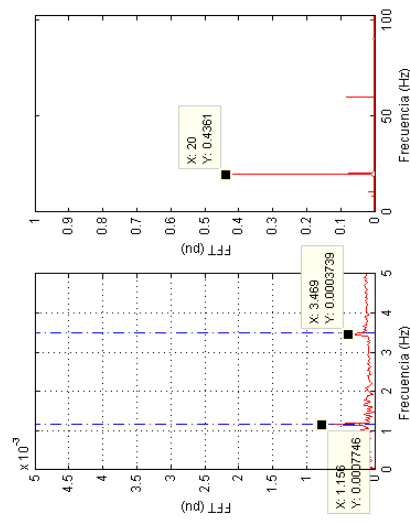 x 10^-3
5
4.5
4
3.5
3
2.5
2
1.5
1
0.5
0
FFT (pu)
0
1
2
3
4
5
Frecuencia (Hz)
X: 1.156
Y: 0.0007746
X: 3.469
Y: 0.0003739
1
0.9
0.8
0.7
0.6
0.5
0.4
0.3
0.2
0.1
0
FFT (pu)
0
50
100
Frecuencia (Hz)
X: 20
Y: 0.4361